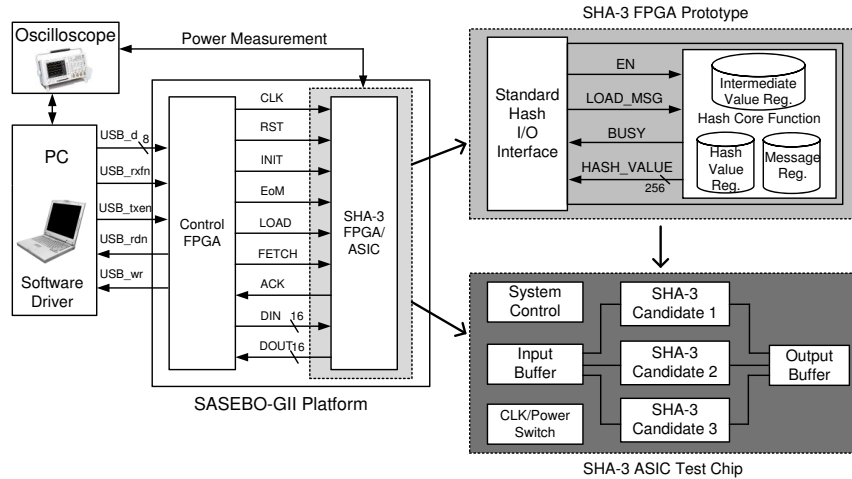 Oscilloscope
Power Measurement
PC
Software
Driver
USB_d
8
USB_rxfn
USB_txen
USB_rdn
USB_wr
Control
FPGA
CLK
RST
INIT
EoM
LOAD
FETCH
ACK
DIN
16
DOUT
16
SHA-3
FPGA/
ASIC
SASEBO-GII Platform
SHA-3 FPGA Prototype
Standard
Hash
I/O
Interface
EN
LOAD_MSG
BUSY
HASH_VALUE
256
Intermediate
Value Reg.
Hash Core Function
Hash
Value
Reg.
Message
Reg.
System
Control
Input
Buffer
CLK/Power
Switch
SHA-3
Candidate 1
SHA-3
Candidate 2
SHA-3
Candidate 3
Output
Buffer
SHA-3 ASIC Test Chip